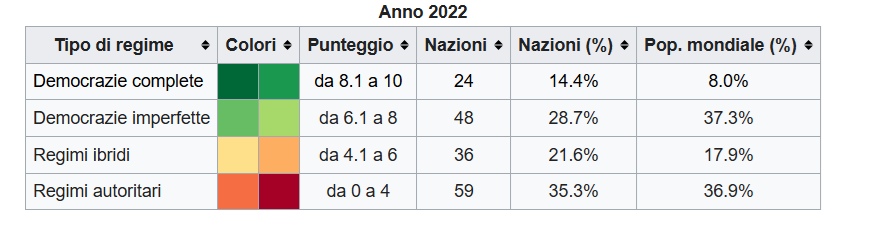 Anno 2022
Tipo di regime Colori Punteggio Nazioni Nazioni (%) Pop. mondiale (%)
Democrazie complete da 8.1 a 10 24 14.4% 8.0%
Democrazie imperfette da 6.1 a 8 48 28.7% 37.3%
Regimi ibridi da 4.1 a 6 36 21.6% 17.9%
Regimi autoritari da 0 a 4 59 35.3% 36.9%